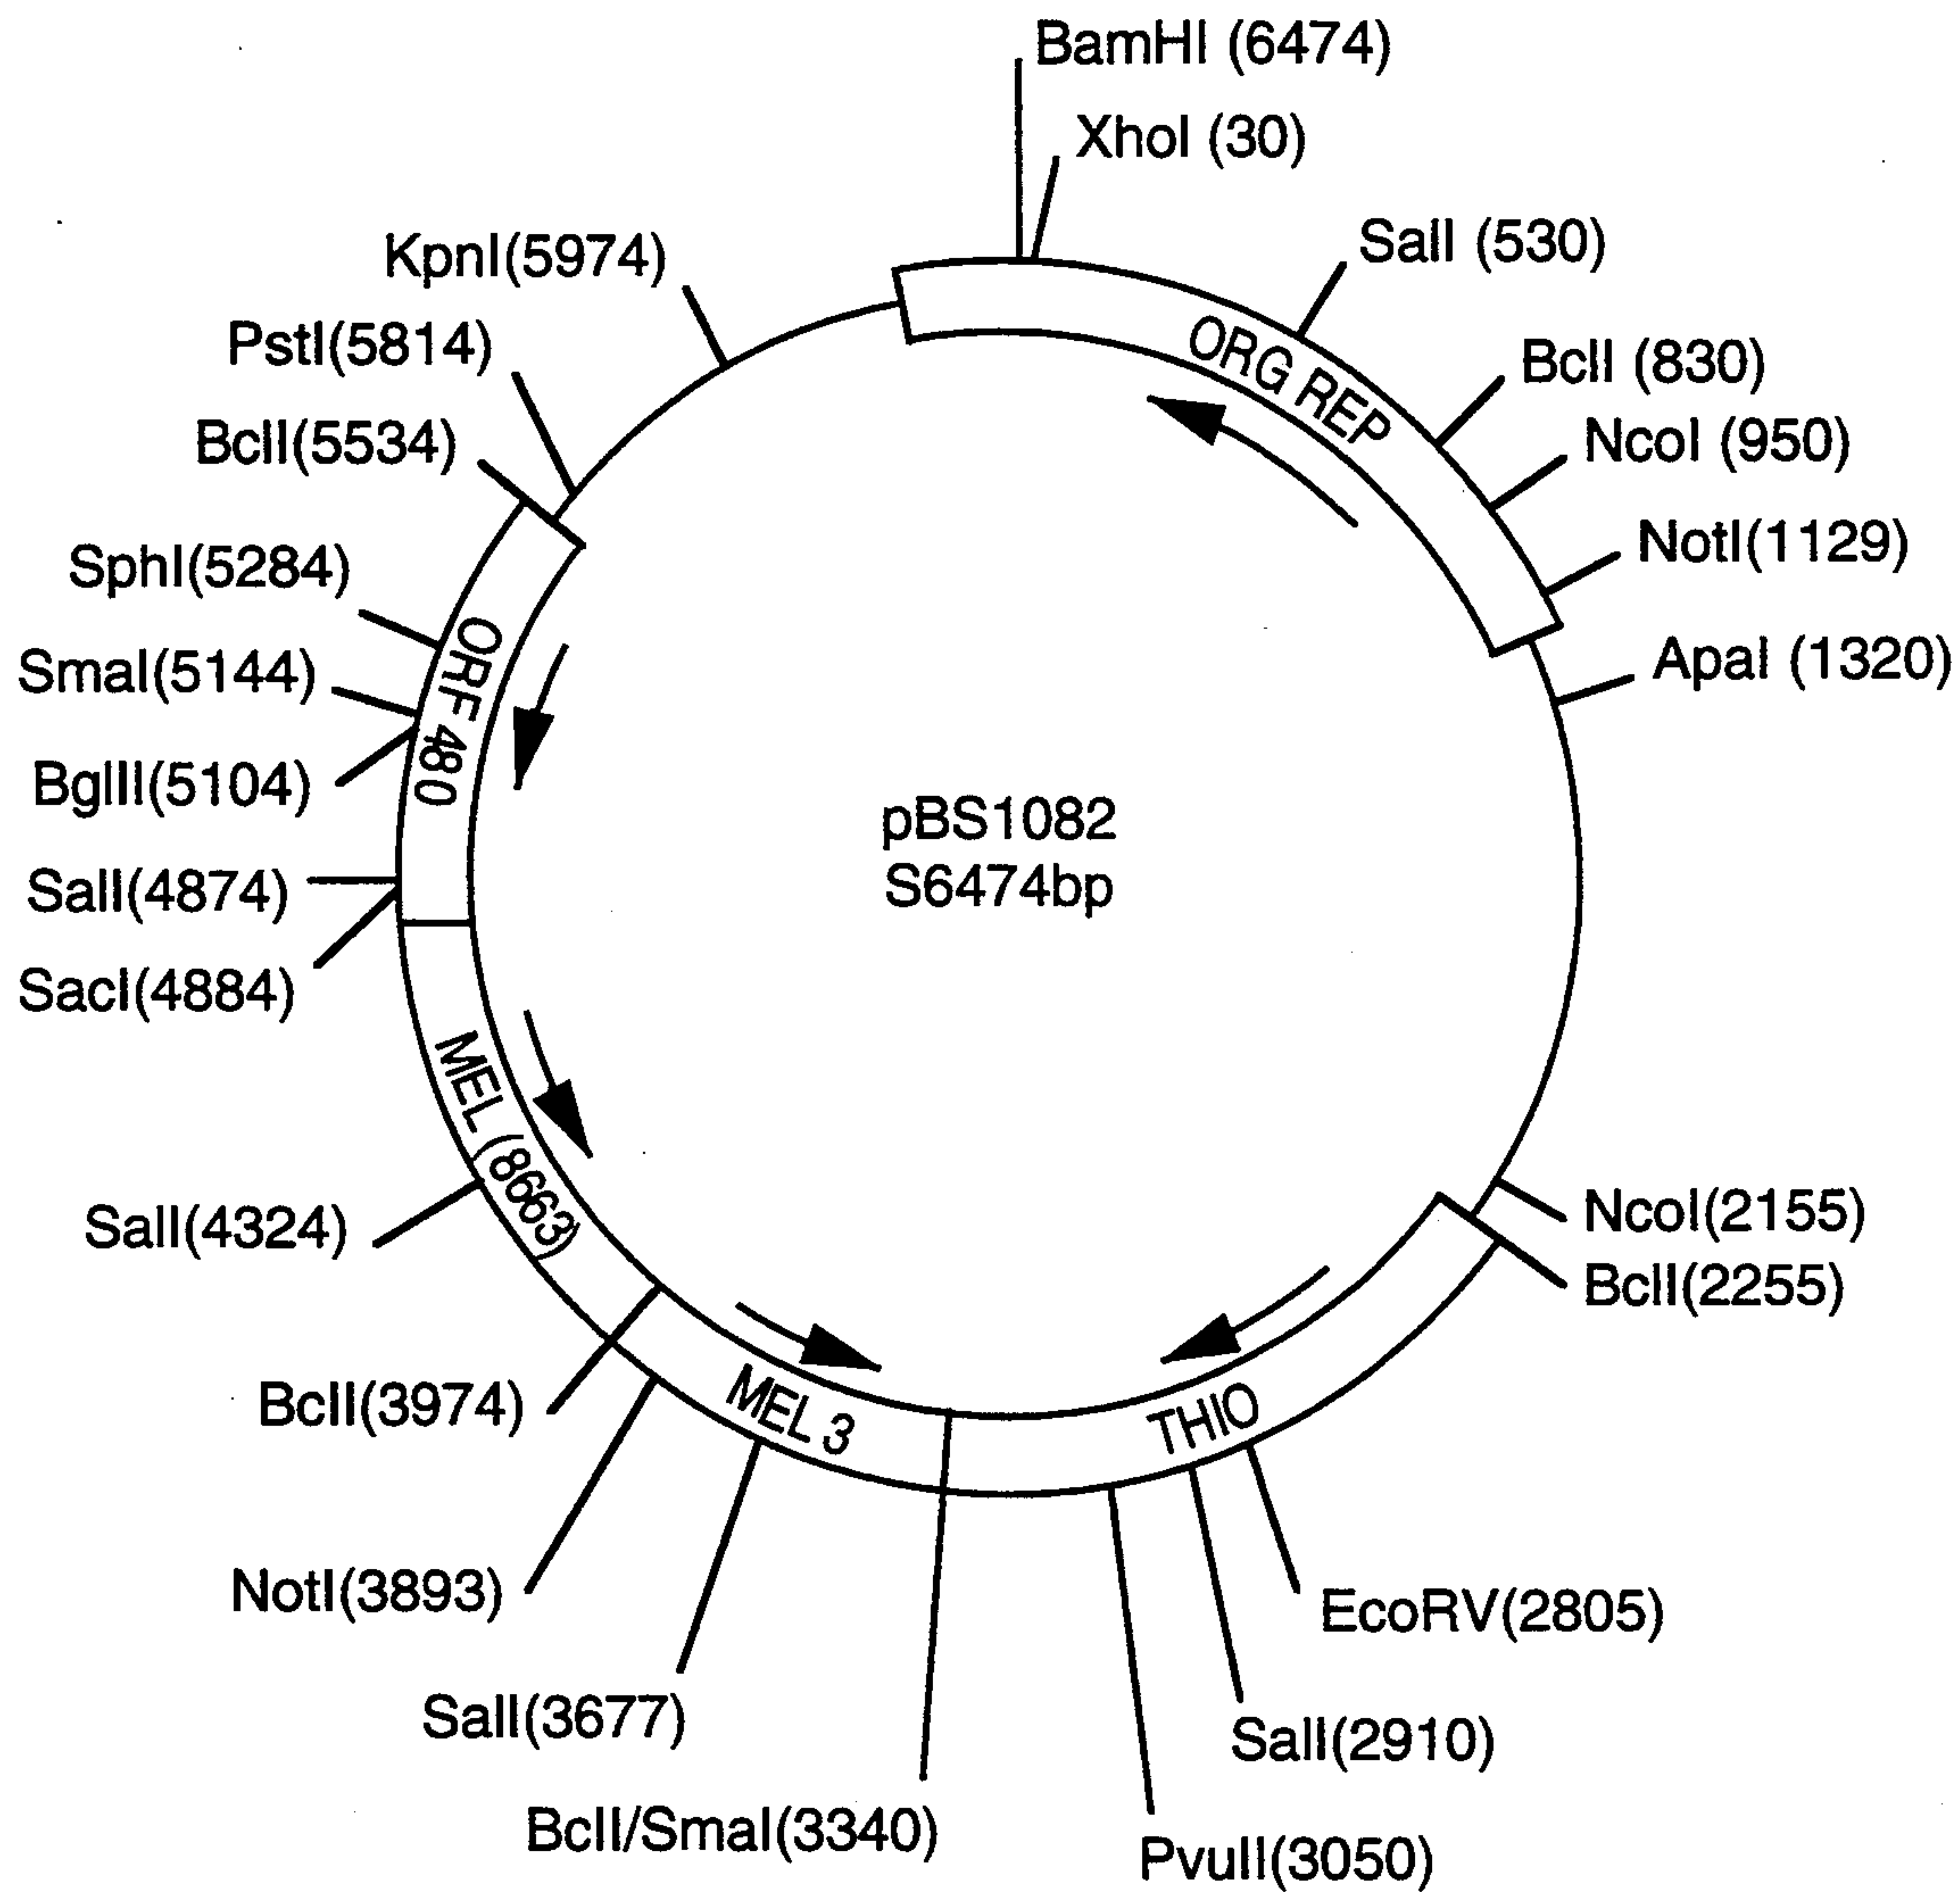 BamHI (6474)
XhoI (30)
SalI (530)
KpnI(5974)
PstI(5814)
BclI (830)
BclI(5534)
NcoI (950)
NotI(1129)
SphI(5284)
ApaI (1320)
SmaI(5144)
BglII(5104)
SalI(4874)
SacI(4884)
ORG REP
ORF 480
pBS1082
S6474bp
MEL (8663)
SalI(4324)
NcoI(2155)
BclI(2255)
BclI(3974)
MEL 3
THIO
NotI(3893)
EcoRV(2805)
SalI(3677)
SalI(2910)
BclI/SmaI(3340)
PvuII(3050)